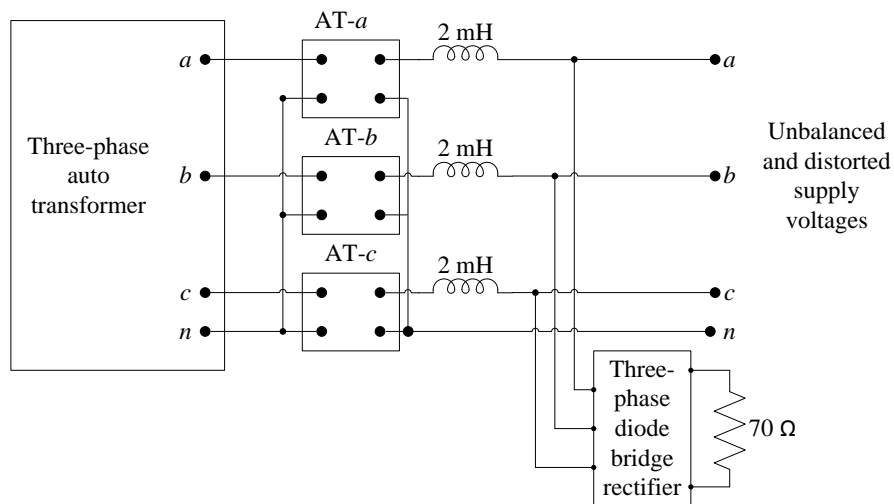 AT-a
2 mH
a
a
Three-phase
auto
transformer
AT-b
2 mH
b
b
Unbalanced
and distorted
supply
voltages
AT-c
2 mH
c
c
n
n
Three-
phase
diode
bridge
rectifier
70 Ω